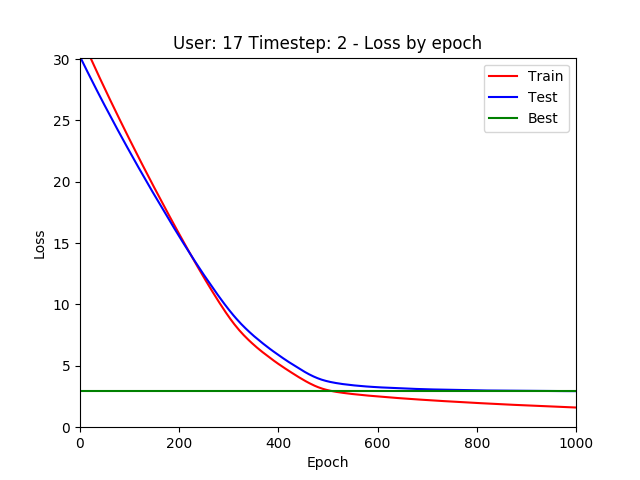 User: 17 Timestep: 2 - Loss by epoch
30
25
20
15
10
5
0
Loss
Train
Test
Best
0 200 400 600 800 1000
Epoch